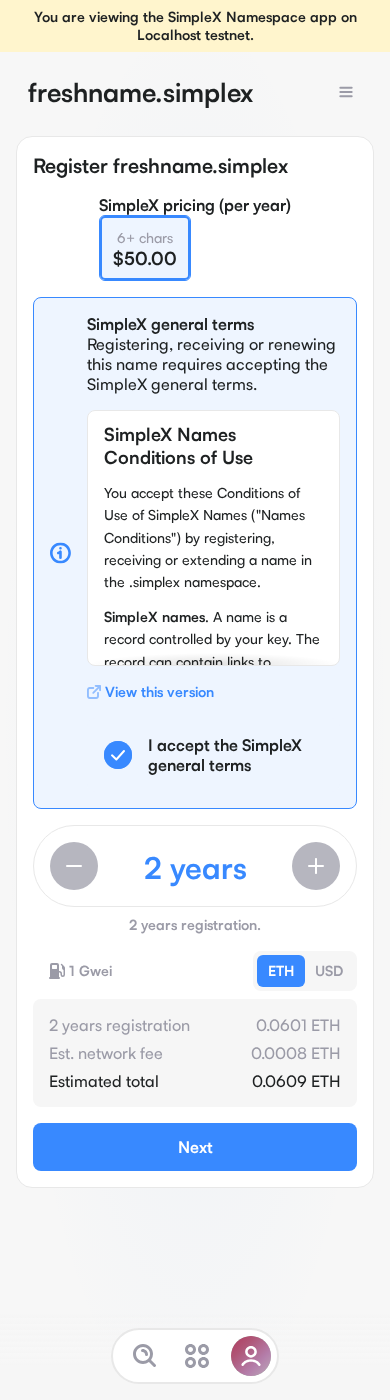 You are viewing the SimpleX Namespace app on
Localhost testnet.
freshname.simplex
Register freshname.simplex
SimpleX pricing (per year)
6+ chars
$50.00
SimpleX general terms
Registering, receiving or renewing
this name requires accepting the
SimpleX general terms.
SimpleX Names
Conditions of Use
You accept these Conditions of
Use of SimpleX Names ("Names
Conditions") by registering,
receiving or extending a name in
the .simplex namespace.
SimpleX names. A name is a
record controlled by your key. The
record can contain links to
View this version
I accept the SimpleX
general terms
2 years
2 years registration.
1 Gwei
ETH USD
2 years registration 0.0601 ETH
Est. network fee 0.0008 ETH
Estimated total 0.0609 ETH
Next